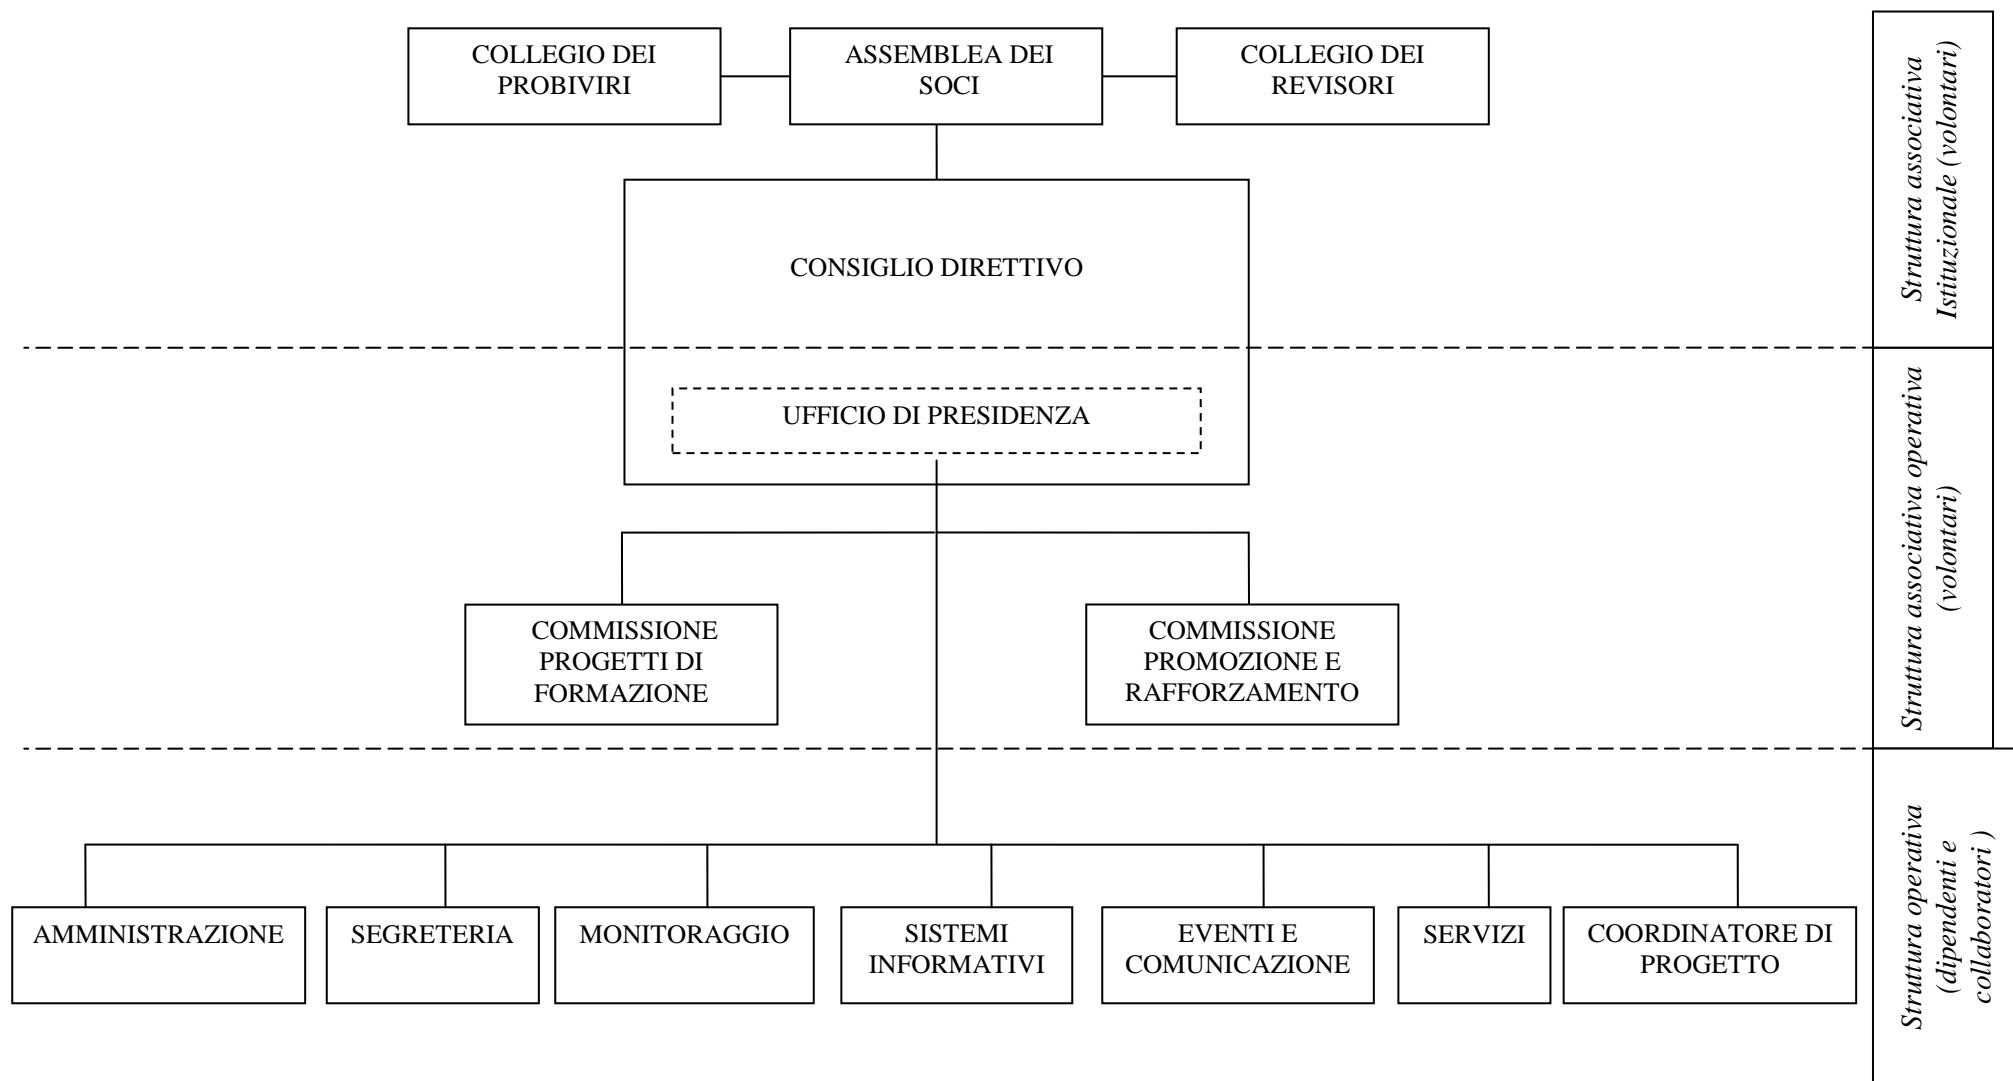 COLLEGIO DEI
PROBIVIRI
ASSEMBLEA DEI
SOCI
COLLEGIO DEI
REVISORI
Struttura associativa
Istituzionale (volontari)
CONSIGLIO DIRETTIVO
UFFICIO DI PRESIDENZA
Struttura associativa operativa
(volontari)
COMMISSIONE
PROGETTI DI
FORMAZIONE
COMMISSIONE
PROMOZIONE E
RAFFORZAMENTO
AMMINISTRAZIONE
SEGRETERIA
MONITORAGGIO
SISTEMI
INFORMATIVI
EVENTI E
COMUNICAZIONE
SERVIZI
COORDINATORE DI
PROGETTO
Struttura operativa
(dipendenti e
collaboratori )